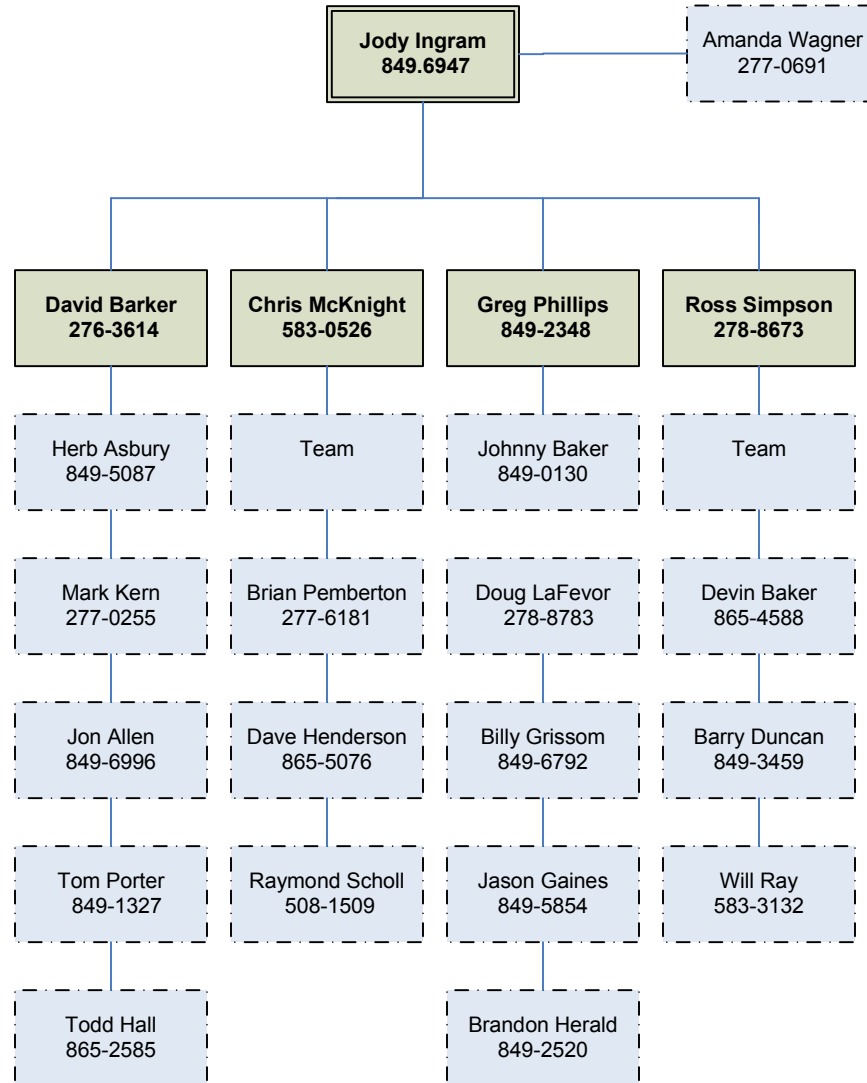 Jody Ingram
849.6947
Amanda Wagner
277-0691
David Barker
276-3614
Chris McKnight
583-0526
Greg Phillips
849-2348
Ross Simpson
278-8673
Herb Asbury
849-5087
Team
Johnny Baker
849-0130
Team
Mark Kern
277-0255
Brian Pemberton
277-6181
Doug LaFevor
278-8783
Devin Baker
865-4588
Jon Allen
849-6996
Dave Henderson
865-5076
Billy Grissom
849-6792
Barry Duncan
849-3459
Tom Porter
849-1327
Raymond Scholl
508-1509
Jason Gaines
849-5854
Will Ray
583-3132
Todd Hall
865-2585
Brandon Herald
849-2520